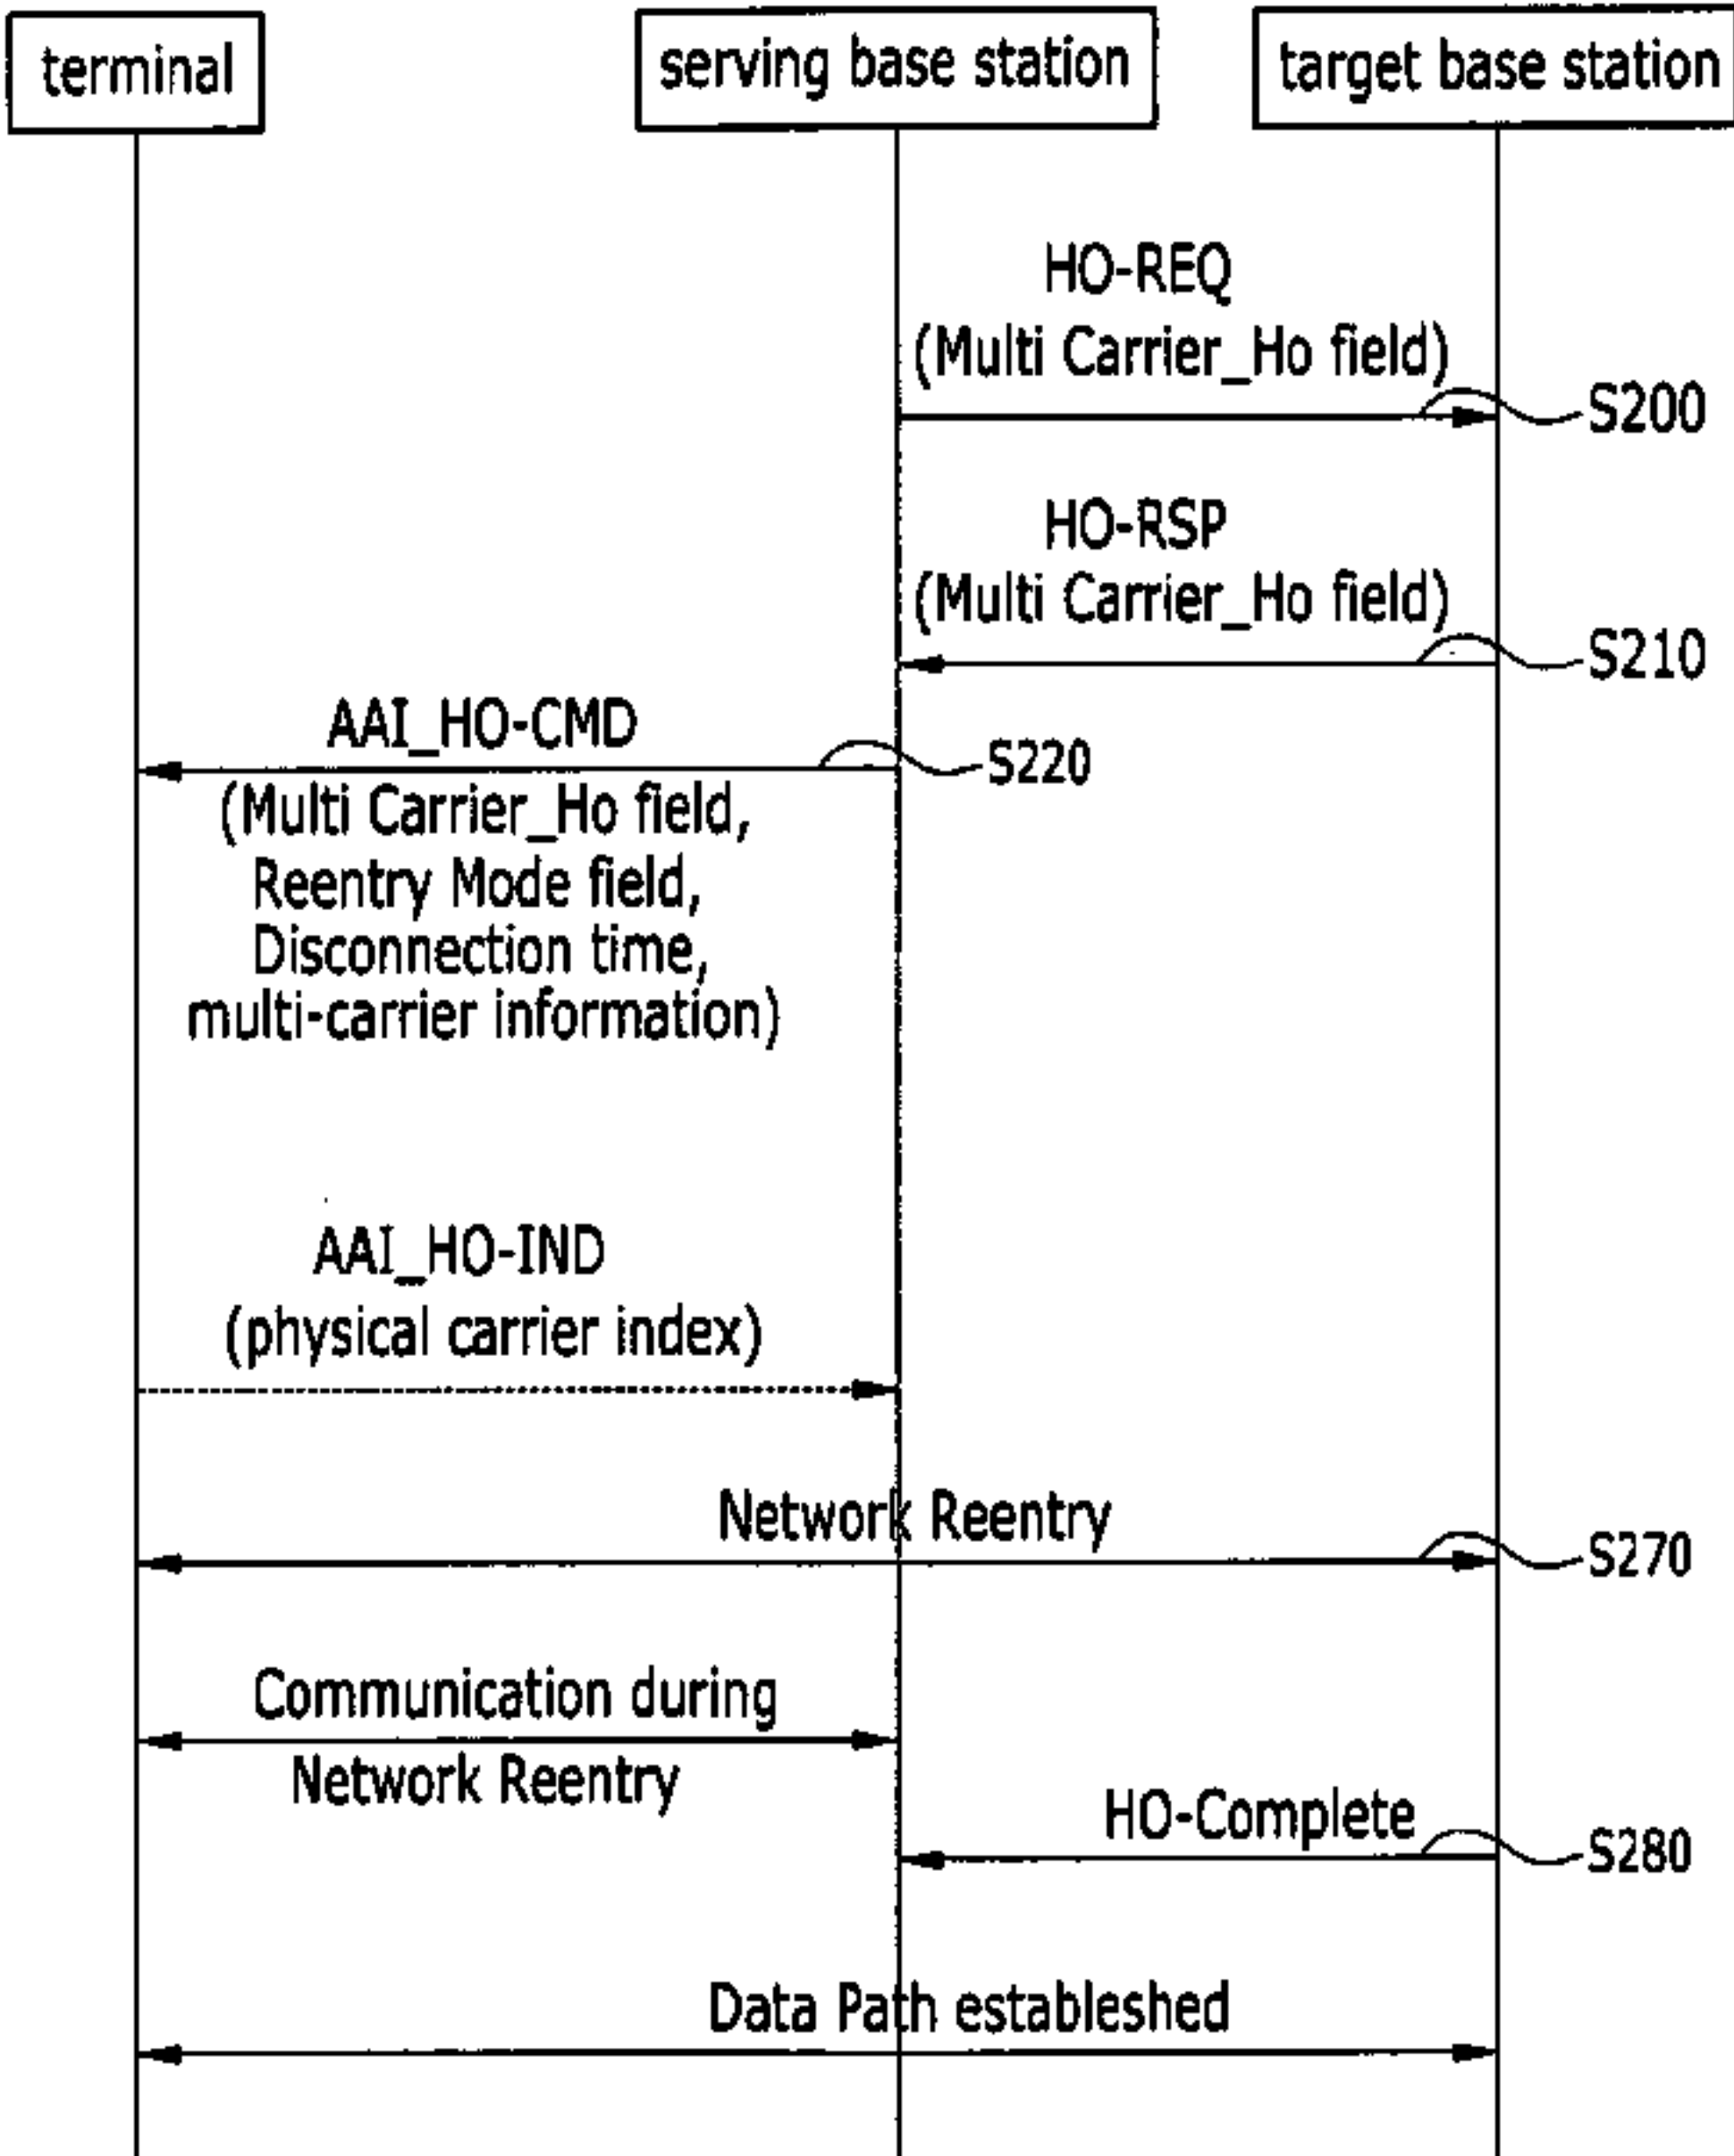 terminal
serving base station
target base station
HO-REQ
(Multi Carrier_Ho field)
S200
HO-RSP
(Multi Carrier_Ho field)
S210
AAI_HO-CMD
S220
(Multi Carrier_Ho field,
Reentry Mode field,
Disconnection time,
multi-carrier information)
AAI_HO-IND
(physical carrier index)
Network Reentry
S270
Communication during
Network Reentry
HO-Complete
S280
Data Path estableshed